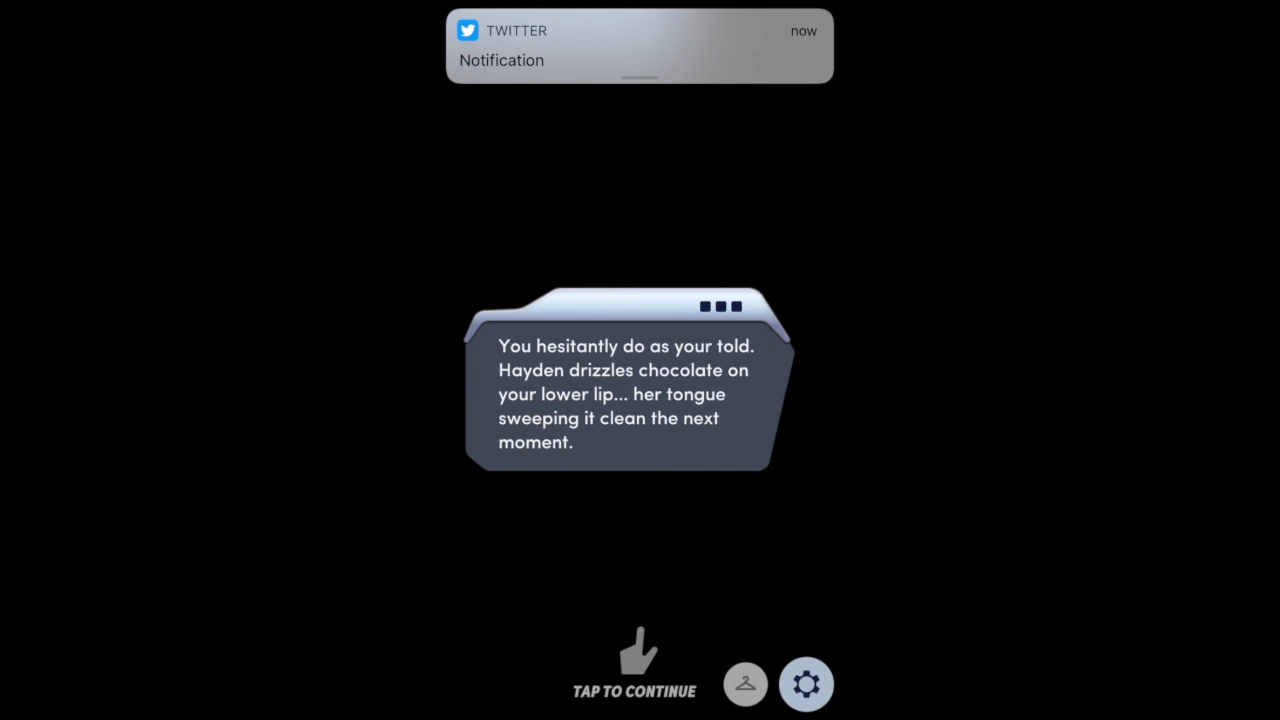 TWITTER now
Notification
You hesitantly do as your told.
Hayden drizzles chocolate on
your lower lip... her tongue
sweeping it clean the next
moment.
TAP TO CONTINUE